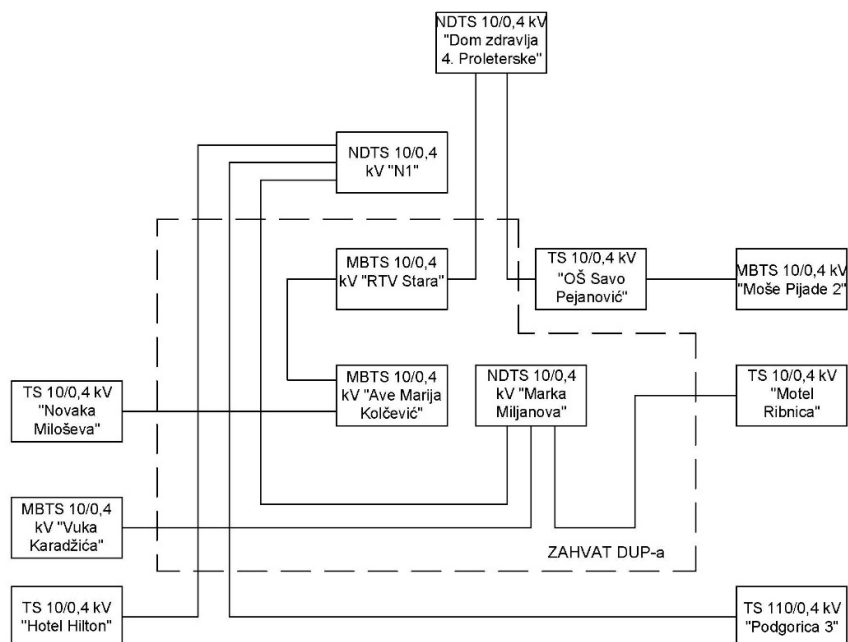 NDTS 10/0,4 kV
"Dom zdravlja
4. Proleterske"
NDTS 10/0,4
kV "N1"
MBTS 10/0,4
kV "RTV Stara"
TS 10/0,4 kV
"OŠ Savo
Pejanović"
MBTS 10/0,4 kV
"Moše Pijade 2"
TS 10/0,4 kV
"Novaka
Miloševa"
MBTS 10/0,4
kV "Ave Marija
Kolčević"
NDTS 10/0,4
kV "Marka
Miljanova"
TS 10/0,4 kV
"Motel
Ribnica"
MBTS 10/0,4
kV "Vuka
Karadžića"
ZAHVAT DUP-a
TS 10/0,4 kV
"Hotel Hilton"
TS 110/0,4 kV
"Podgorica 3"